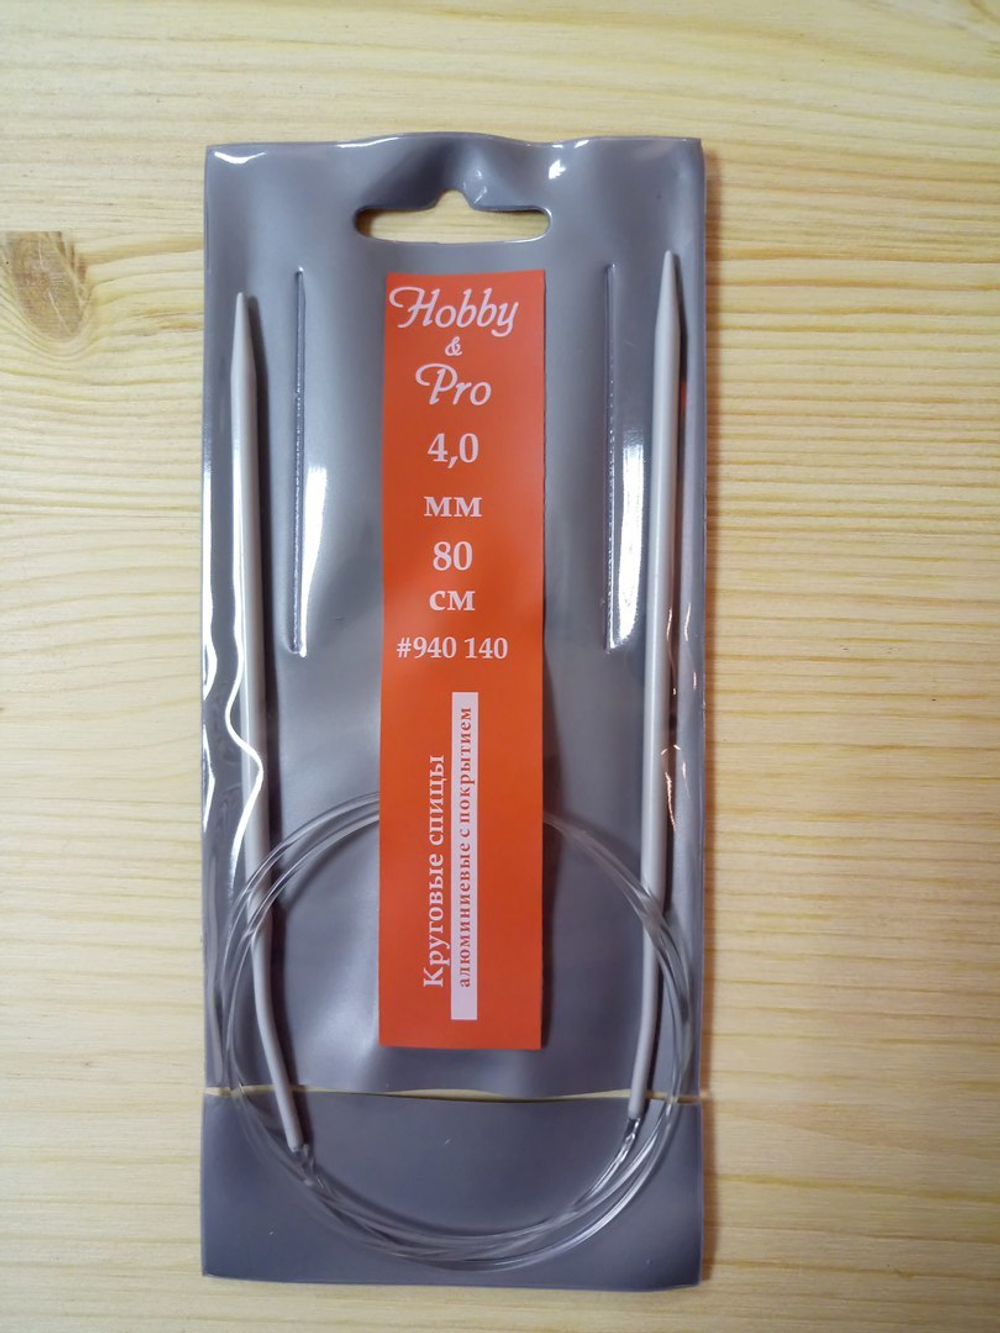 Hobby
&
Pro
4,0
мм
80
см
#940 140
Круговые спицы
алюминиевые с покрытием